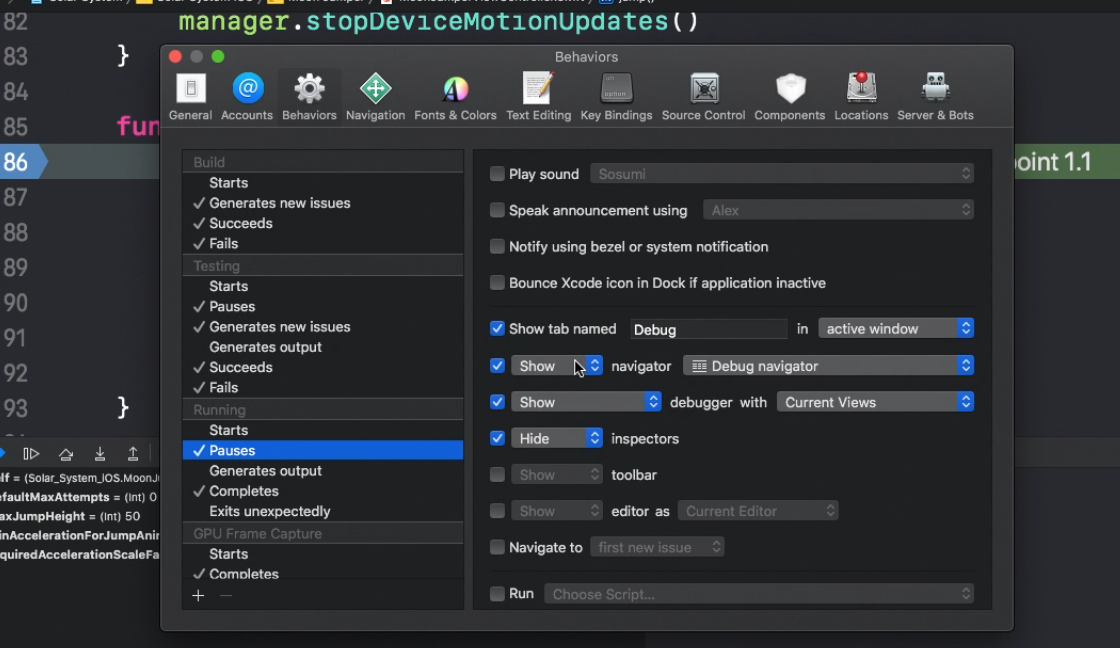 82 manager.stopDeviceMotionUpdates()
83 }
84
85 fun
86 point 1.1
87
88
89
90
91
92
93 }
Behaviors
General Accounts Behaviors Navigation Fonts & Colors Text Editing Key Bindings Source Control Components Locations Server & Bots
Build
Starts
Generates new issues
Succeeds
Fails
Testing
Starts
Pauses
Generates new issues
Generates output
Succeeds
Fails
Running
Starts
Pauses
Generates output
Completes
Exits unexpectedly
GPU Frame Capture
Starts
Completes
Play sound Sosumi
Speak announcement using Alex
Notify using bezel or system notification
Bounce Xcode icon in Dock if application inactive
Show tab named Debug in active window
Show navigator Debug navigator
Show debugger with Current Views
Hide inspectors
Show toolbar
Show editor as Current Editor
Navigate to first new issue
Run Choose Script...
elf = (Solar_System_iOS.MoonJ
efaultMaxAttempts = (Int) 0
axJumpHeight = (Int) 50
inAccelerationForJumpAnim
quiredAccelerationScaleFa